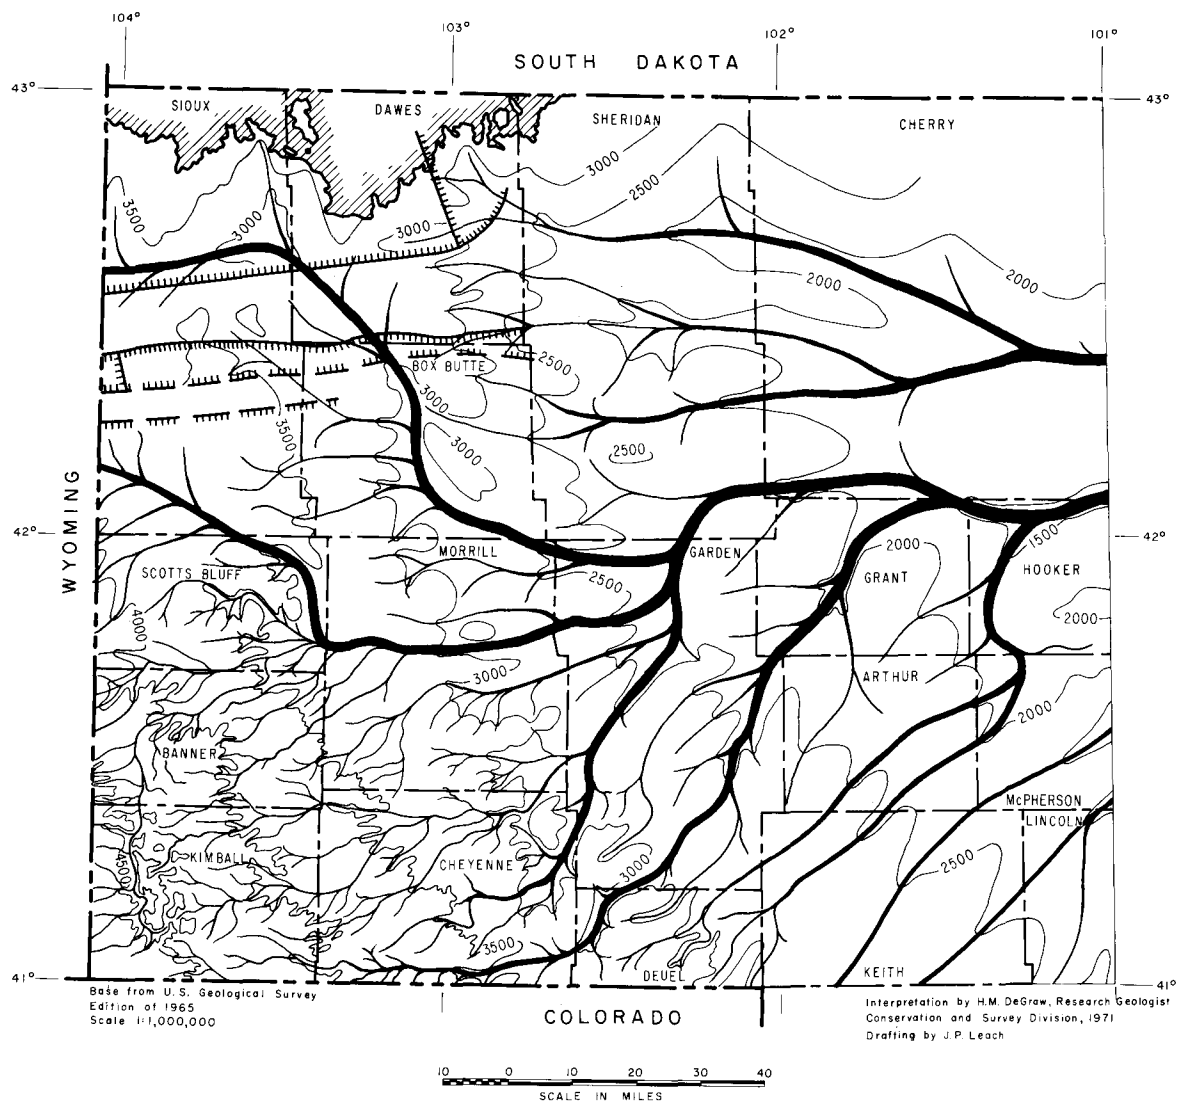 104°
103°
102°
101°
SOUTH DAKOTA
43°
43°
SIOUX
DAWES
SHERIDAN
CHERRY
3000
2500
3500
3000
3000
2000
2000
2500
BOX BUTTE
3000
3500
3000
2500
WYOMING
42°
42°
MORRILL
GARDEN
2000
1500
SCOTTS BLUFF
2500
GRANT
HOOKER
4000
2000
3000
ARTHUR
2000
BANNER
McPHERSON
LINCOLN
4500
KIMBALL
CHEYENNE
3000
2500
3500
41°
DEUEL
KEITH
41°
Base from U.S. Geological Survey
Edition of 1965
Scale 1:1,000,000
COLORADO
Interpretation by H.M. DeGraw, Research Geologist
Conservation and Survey Division, 1971
Drafting by J.P. Leach
10 0 10 20 30 40
SCALE IN MILES